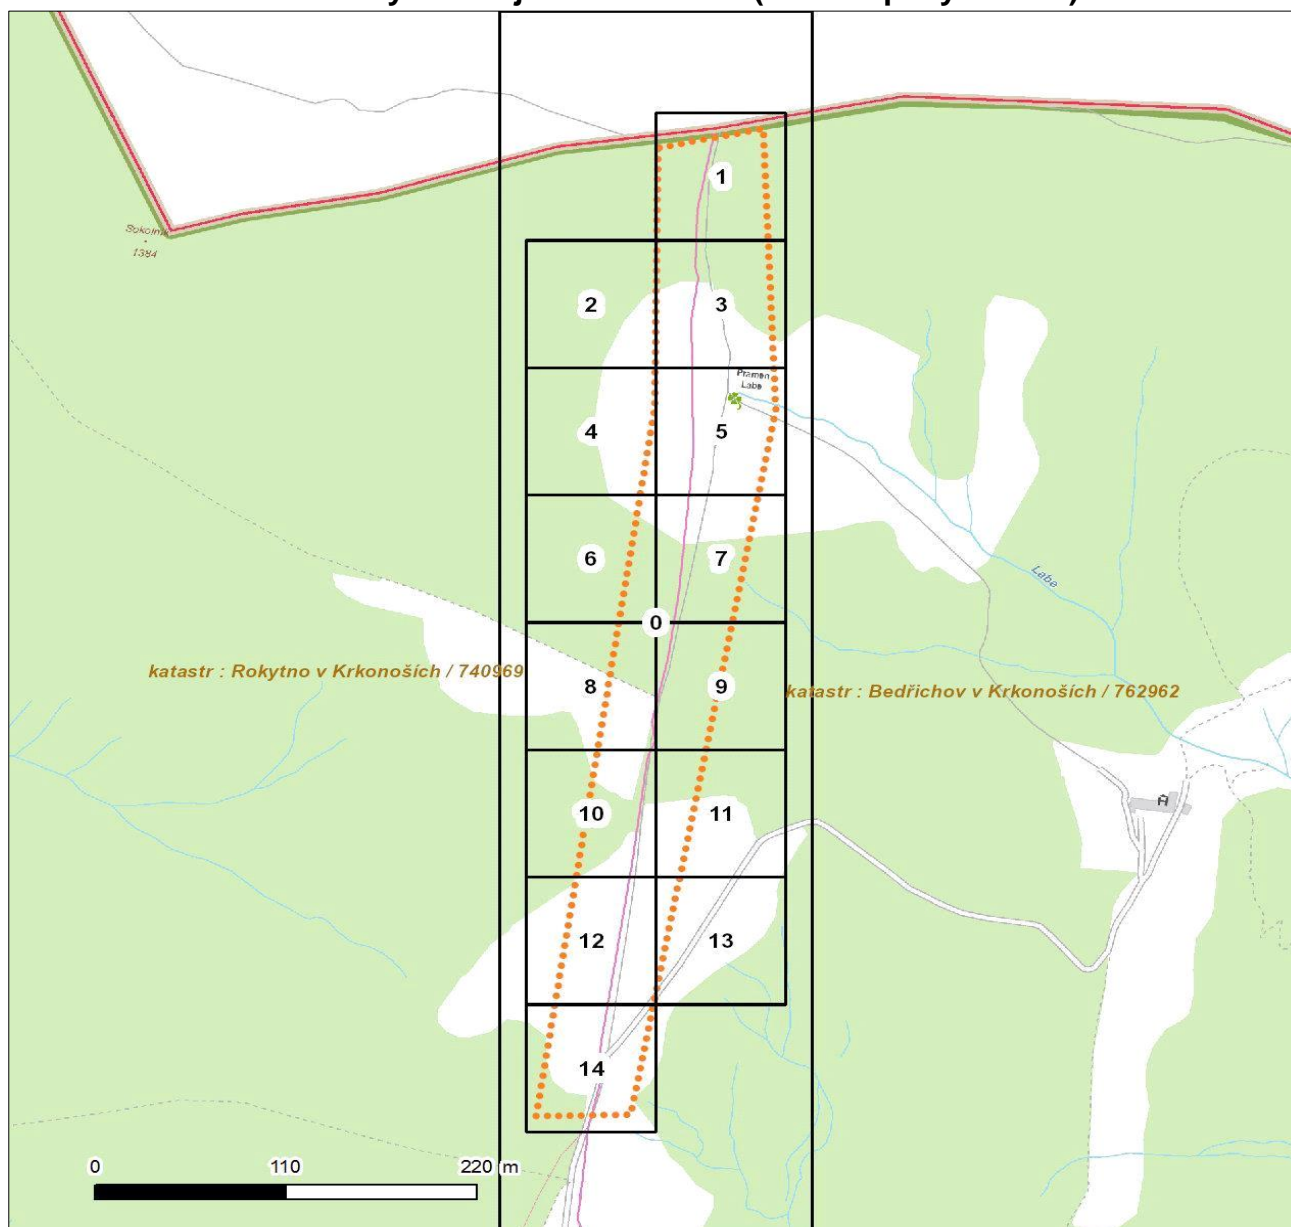 1
Sokolník
1384
2
3
Pramen
Labe
4
5
6
7
Labe
0
katastr : Rokytno v Krkonoších / 740969
8
9
katastr : Bedřichov v Krkonoších / 762962
10
11
12
13
14
0
110
220 m